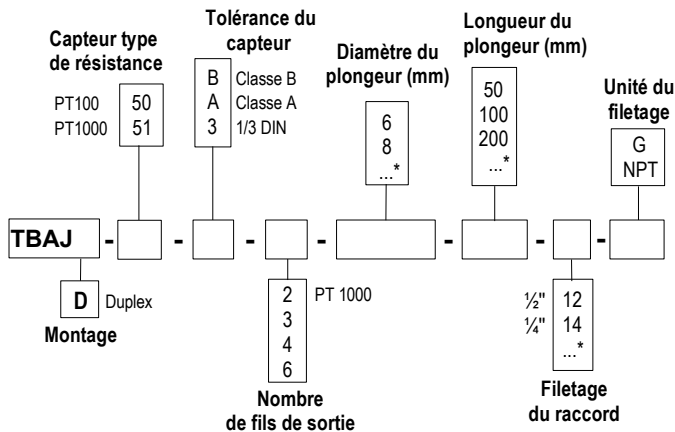 Capteur type
de résistance
PT100 50
PT1000 51
Tolérance du
capteur
B Classe B
A Classe A
3 1/3 DIN
Diamètre du
plongeur (mm)
6
8
...*
Longueur du
plongeur (mm)
50
100
200
...*
Unité du
filetage
G
NPT
TBAJ - - - - - - -
D Duplex
Montage
2 PT 1000
3
4
6
Nombre
de fils de sortie
½" 12
¼" 14
...*
Filetage
du raccord